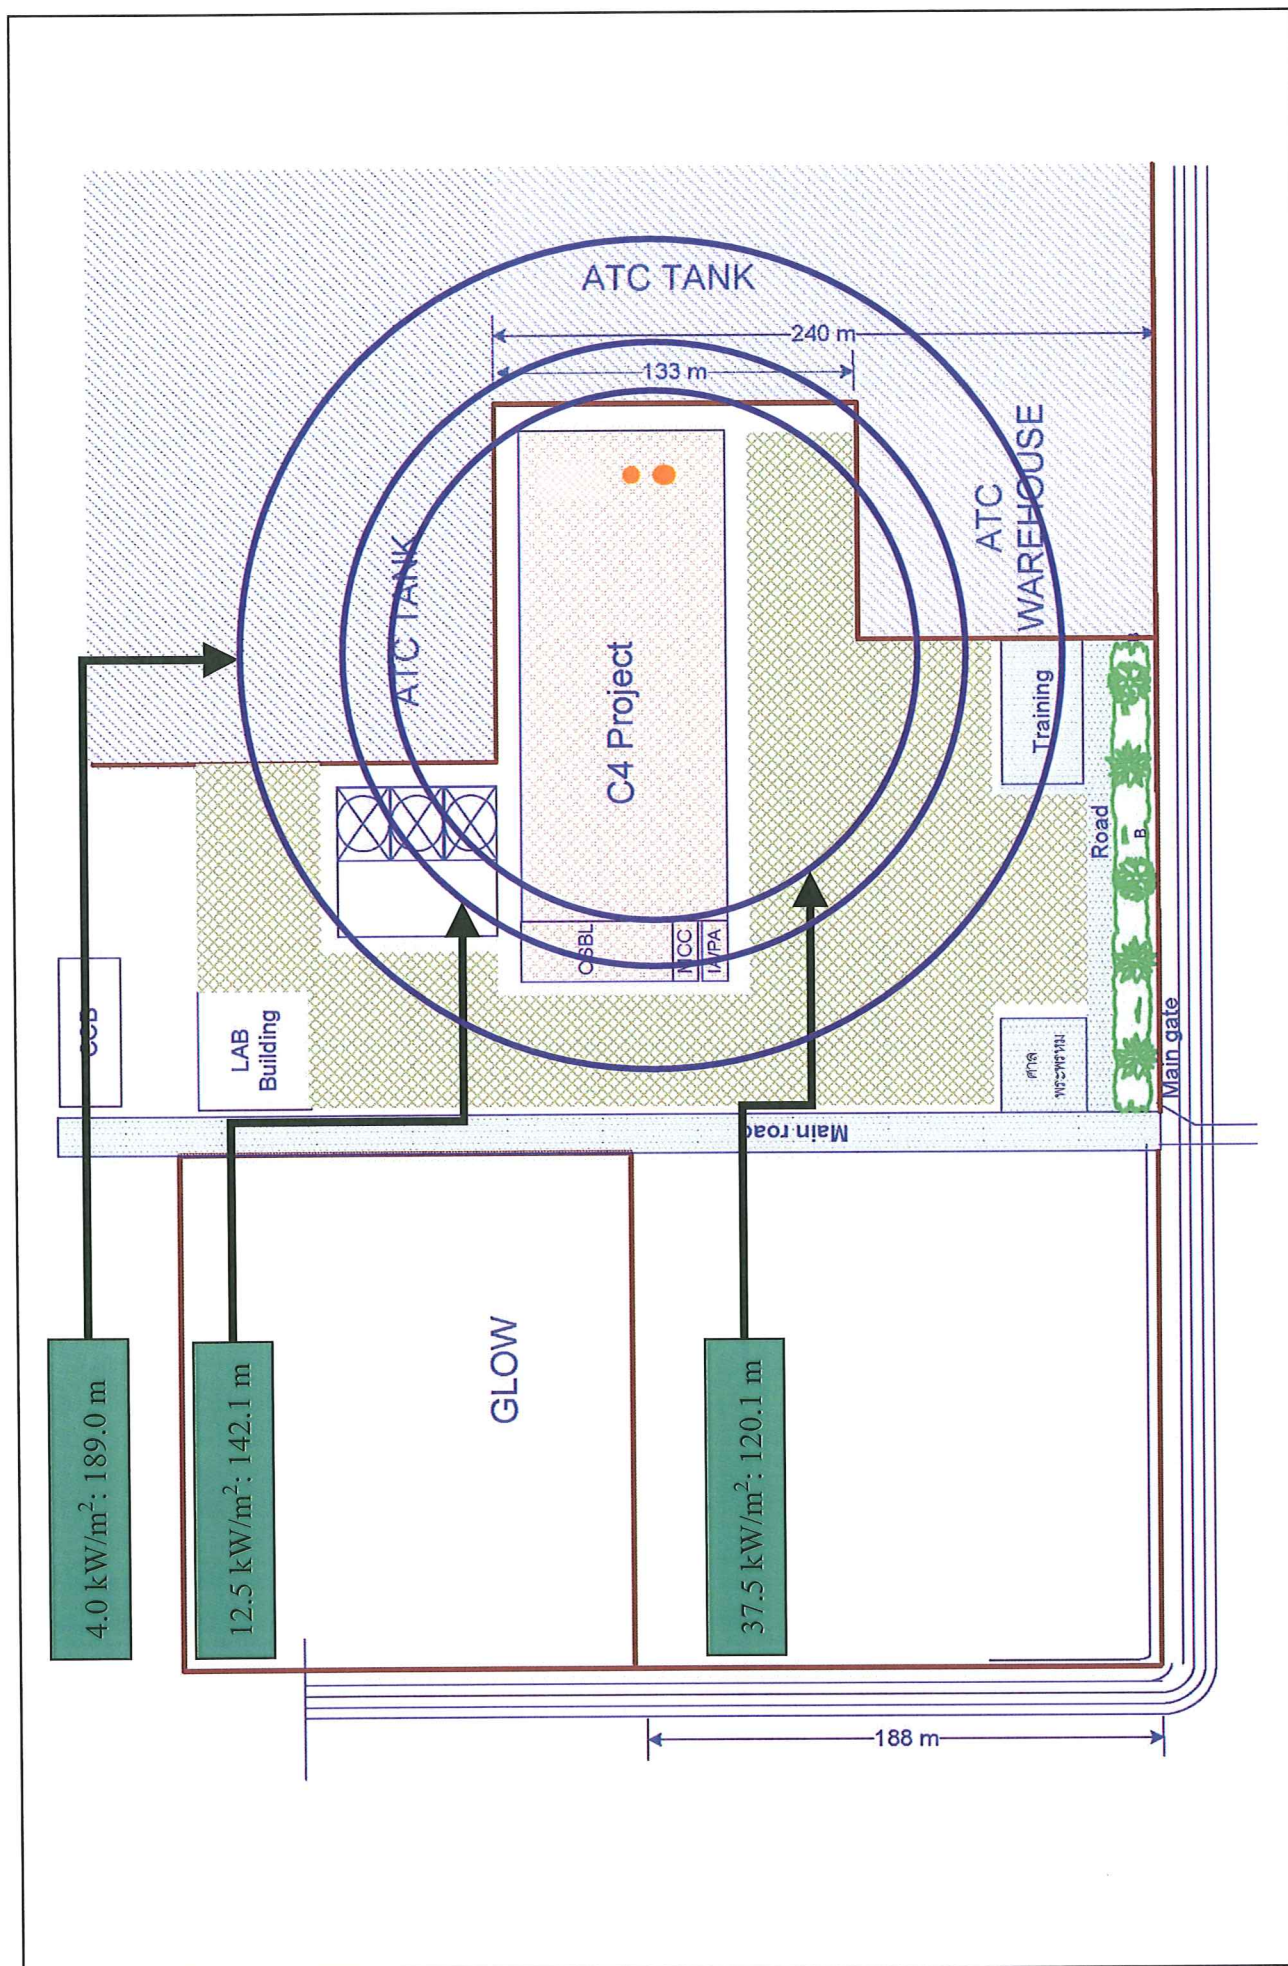 ATC TANK
240 m
133 m
ATC
WAREHOUSE
ATC TANK
C4 Project
Training
Road
B
OSBL
MCC
IA/PA
LAB
Building
CCB
ศาล
พระพรหม
Main gate
Main road
GLOW
4.0 kW/m²: 189.0 m
12.5 kW/m²: 142.1 m
37.5 kW/m²: 120.1 m
188 m